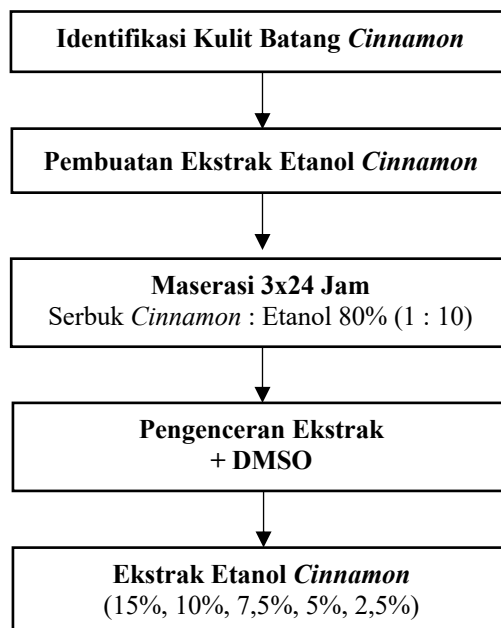 Identifikasi Kulit Batang Cinnamon
Pembuatan Ekstrak Etanol Cinnamon
Maserasi 3x24 Jam
Serbuk Cinnamon : Etanol 80% (1 : 10)
Pengenceran Ekstrak
+ DMSO
Ekstrak Etanol Cinnamon
(15%, 10%, 7,5%, 5%, 2,5%)